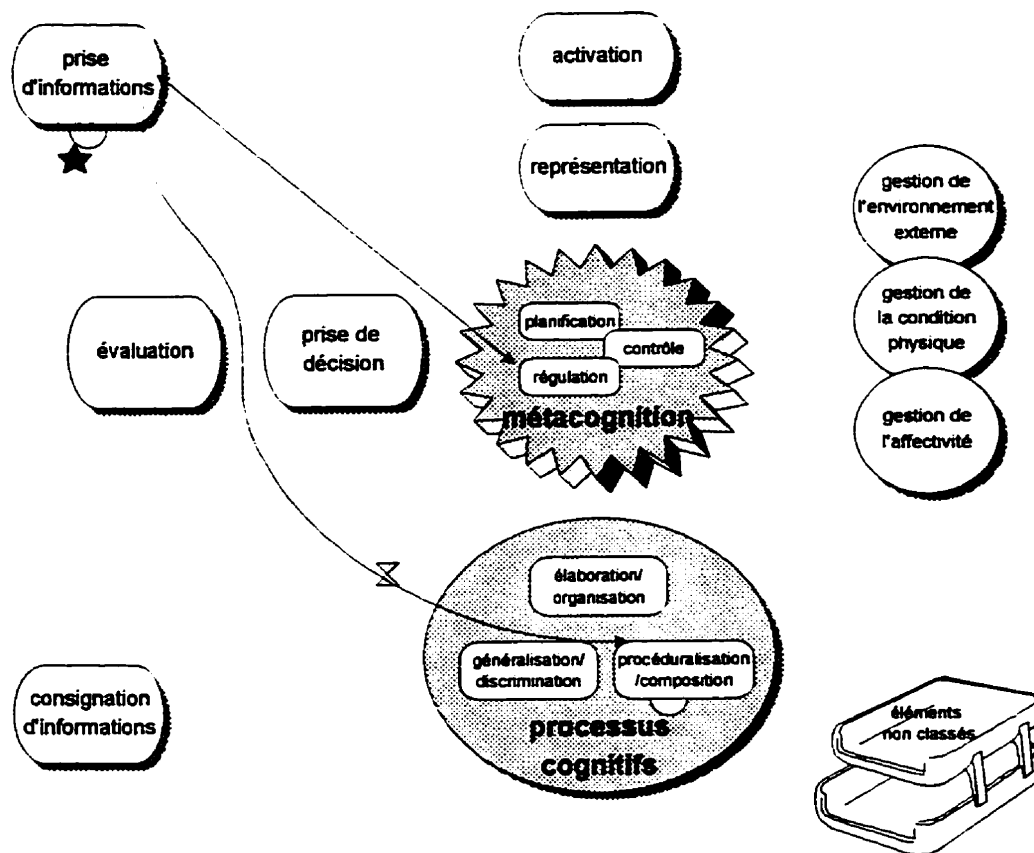 prise
d'informations
activation
représentation
gestion de
l'environnement
externe
planification
contrôle
régulation
métacognition
évaluation
prise de
décision
gestion de
la condition
physique
gestion de
l'affectivité
élaboration/
organisation
généralisation/
discrimination
procéduralisation
/composition
processus
cognitifs
consignation
d'informations
éléments
non classés